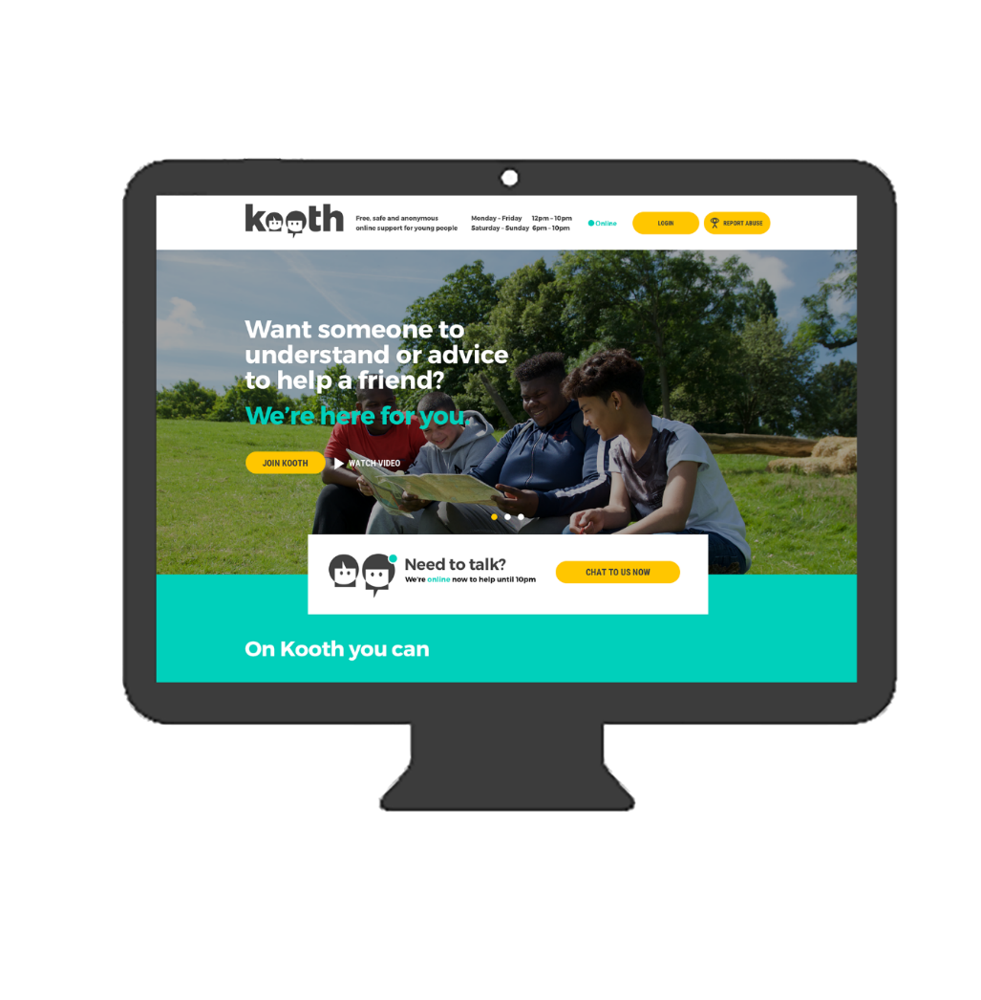 kooth
Free, safe and anonymous
online support for young people
Monday – Friday 12pm – 10pm
Saturday – Sunday 6pm – 10pm
Online
LOGIN
REPORT ABUSE
Want someone to
understand or advice
to help a friend?
We're here for you.
JOIN KOOTH
WATCH VIDEO
Need to talk?
We're online now to help until 10pm
CHAT TO US NOW
On Kooth you can